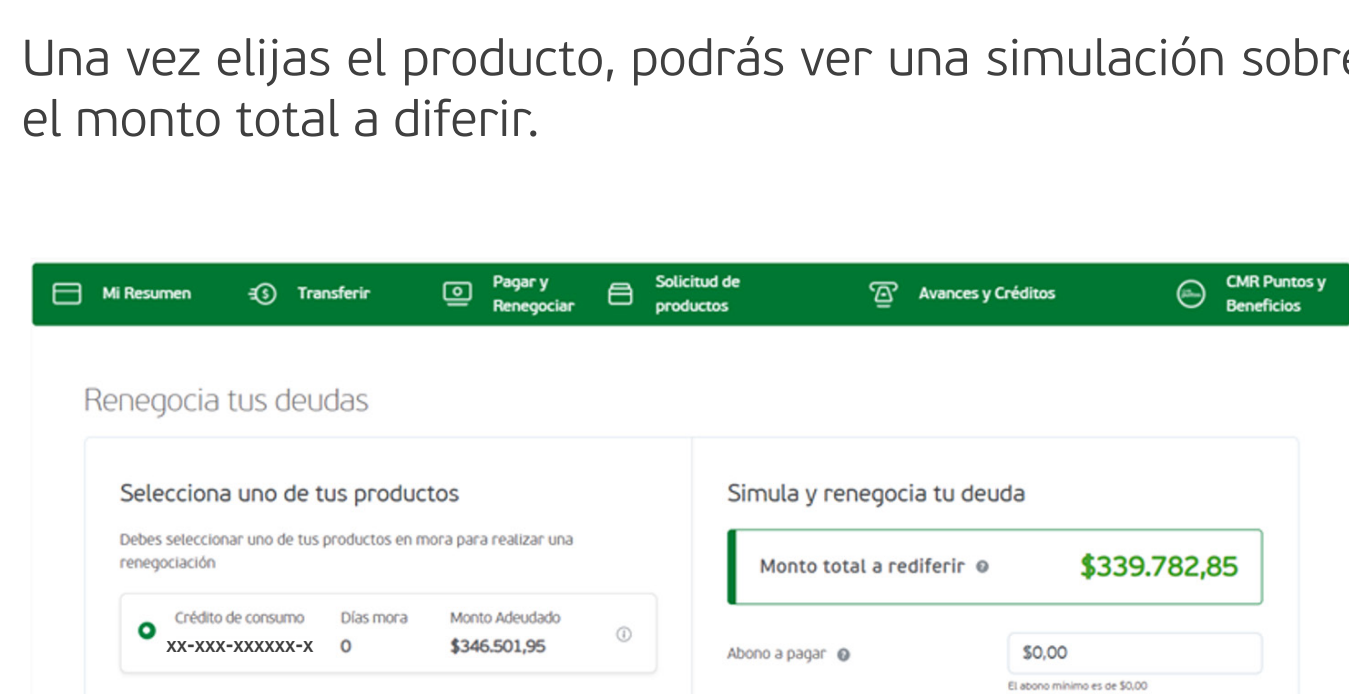 Una vez elijas el producto, podrás ver una simulación sobre
el monto total a diferir.
Mi Resumen
Transferir
Pagar y
Renegociar
Solicitud de
productos
Avances y Créditos
CMR Puntos y
Beneficios
Renegocia tus deudas
Selecciona uno de tus productos
Debes seleccionar uno de tus productos en mora para realizar una
renegociación
Crédito de consumo Días mora Monto Adeudado
XX-XXX-XXXXXX-X 0 $346.501,95
Simula y renegocia tu deuda
Monto total a rediferir $339.782,85
Abono a pagar $0,00
El abono mínimo es de $0,00